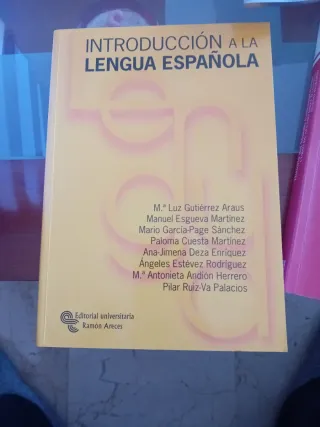 INTRODUCCIÓN A LA
LENGUA ESPAÑOLA
M.ª Luz Gutiérrez Araus
Manuel Esgueva Martínez
Mario García-Page Sánchez
Paloma Cuesta Martínez
Ana-Jimena Deza Enríquez
Ángeles Estévez Rodríguez
M.ª Antonieta Andión Herrero
Pilar Ruiz-Va Palacios
Editorial universitaria
Ramón Areces